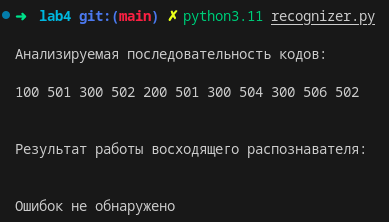 ➜ lab4 git:(main) ✗ python3.11 recognizer.py
Анализируемая последовательность кодов:
100 501 300 502 200 501 300 504 300 506 502
Результат работы восходящего распознавателя:
Ошибок не обнаружено